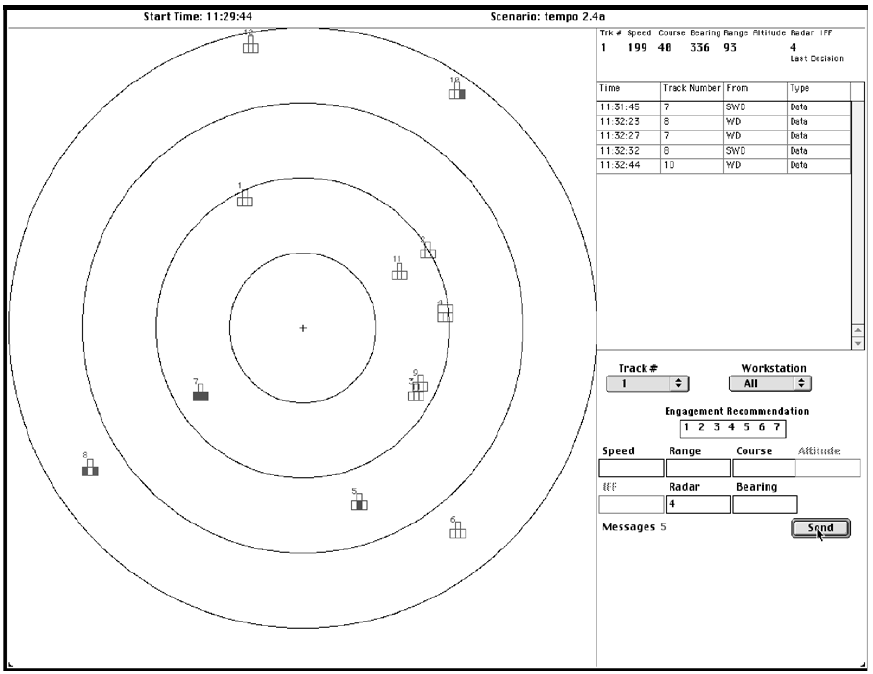 Start Time: 11:29:44 Scenario: tempo 2.4a
Trk # Speed Course Bearing Range Altitude Radar IFF
1 199 40 336 93 4
Last Decision
Time Track Number From Type
11:31:45 7 SWO Data
11:32:23 8 WD Data
11:32:27 7 WD Data
11:32:32 8 SWO Data
11:32:44 10 WD Data
10
1
11
7
9
3
8
5
6
Track # Workstation
1 All
Engagement Recommendation
1 2 3 4 5 6 7
Speed Range Course Altitude
IFF Radar Bearing
4
Messages 5 Send